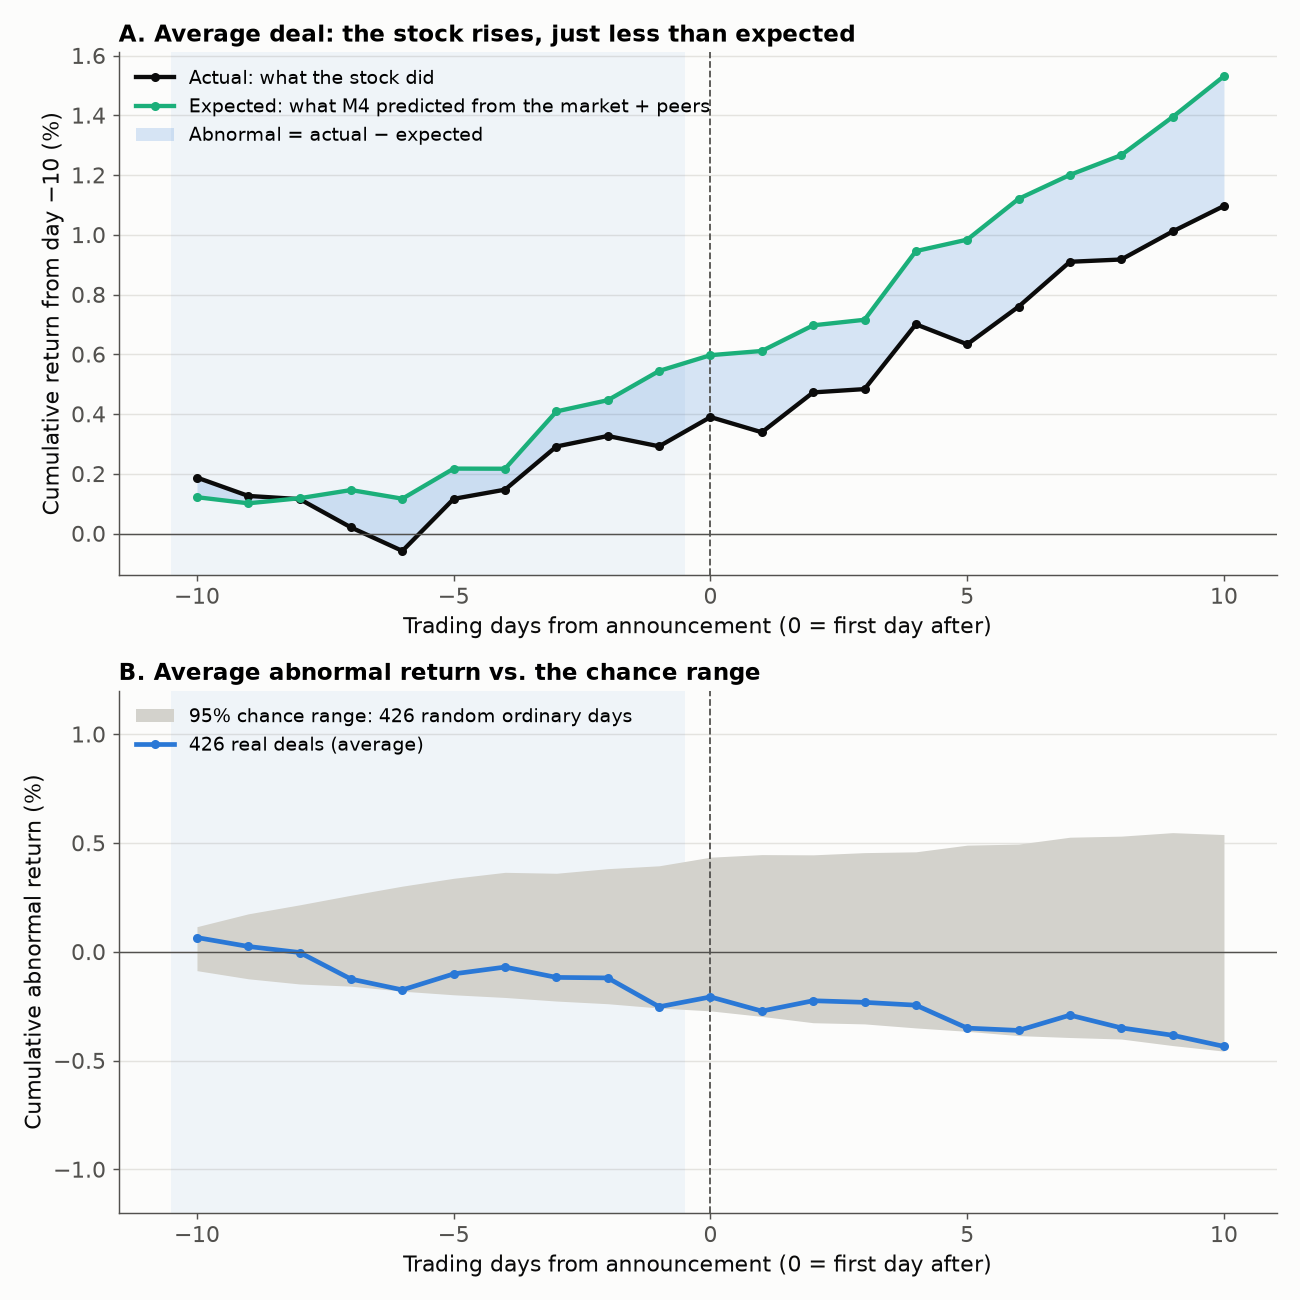 A. Average deal: the stock rises, just less than expected
Cumulative return from day −10 (%)
1.6
1.4
1.2
1.0
0.8
0.6
0.4
0.2
0.0
Actual: what the stock did
Expected: what M4 predicted from the market + peers
Abnormal = actual − expected
−10
−5
0
5
10
Trading days from announcement (0 = first day after)
B. Average abnormal return vs. the chance range
Cumulative abnormal return (%)
1.0
0.5
0.0
−0.5
−1.0
95% chance range: 426 random ordinary days
426 real deals (average)
−10
−5
0
5
10
Trading days from announcement (0 = first day after)